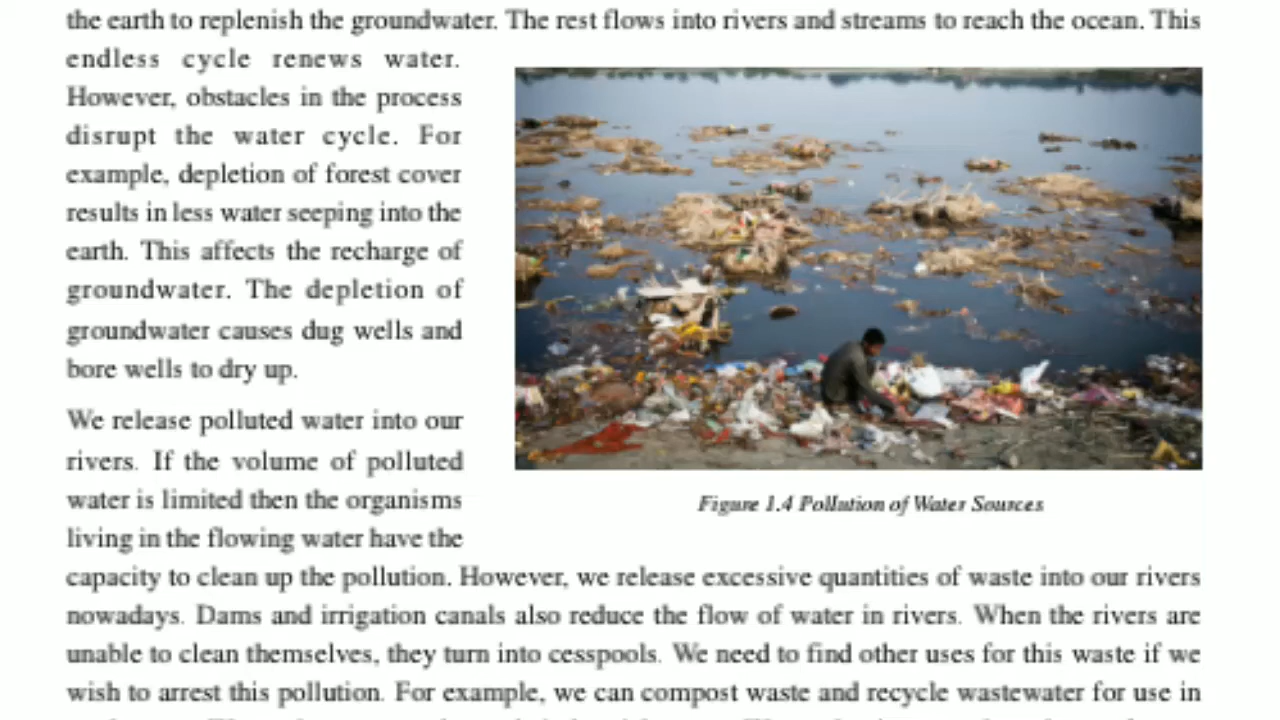 the earth to replenish the groundwater. The rest flows into rivers and streams to reach the ocean. This
endless cycle renews water.
However, obstacles in the process
disrupt the water cycle. For
example, depletion of forest cover
results in less water seeping into the
earth. This affects the recharge of
groundwater. The depletion of
groundwater causes dug wells and
bore wells to dry up.
We release polluted water into our
rivers. If the volume of polluted
water is limited then the organisms
living in the flowing water have the
Figure 1.4 Pollution of Water Sources
capacity to clean up the pollution. However, we release excessive quantities of waste into our rivers
nowadays. Dams and irrigation canals also reduce the flow of water in rivers. When the rivers are
unable to clean themselves, they turn into cesspools. We need to find other uses for this waste if we
wish to arrest this pollution. For example, we can compost waste and recycle wastewater for use in